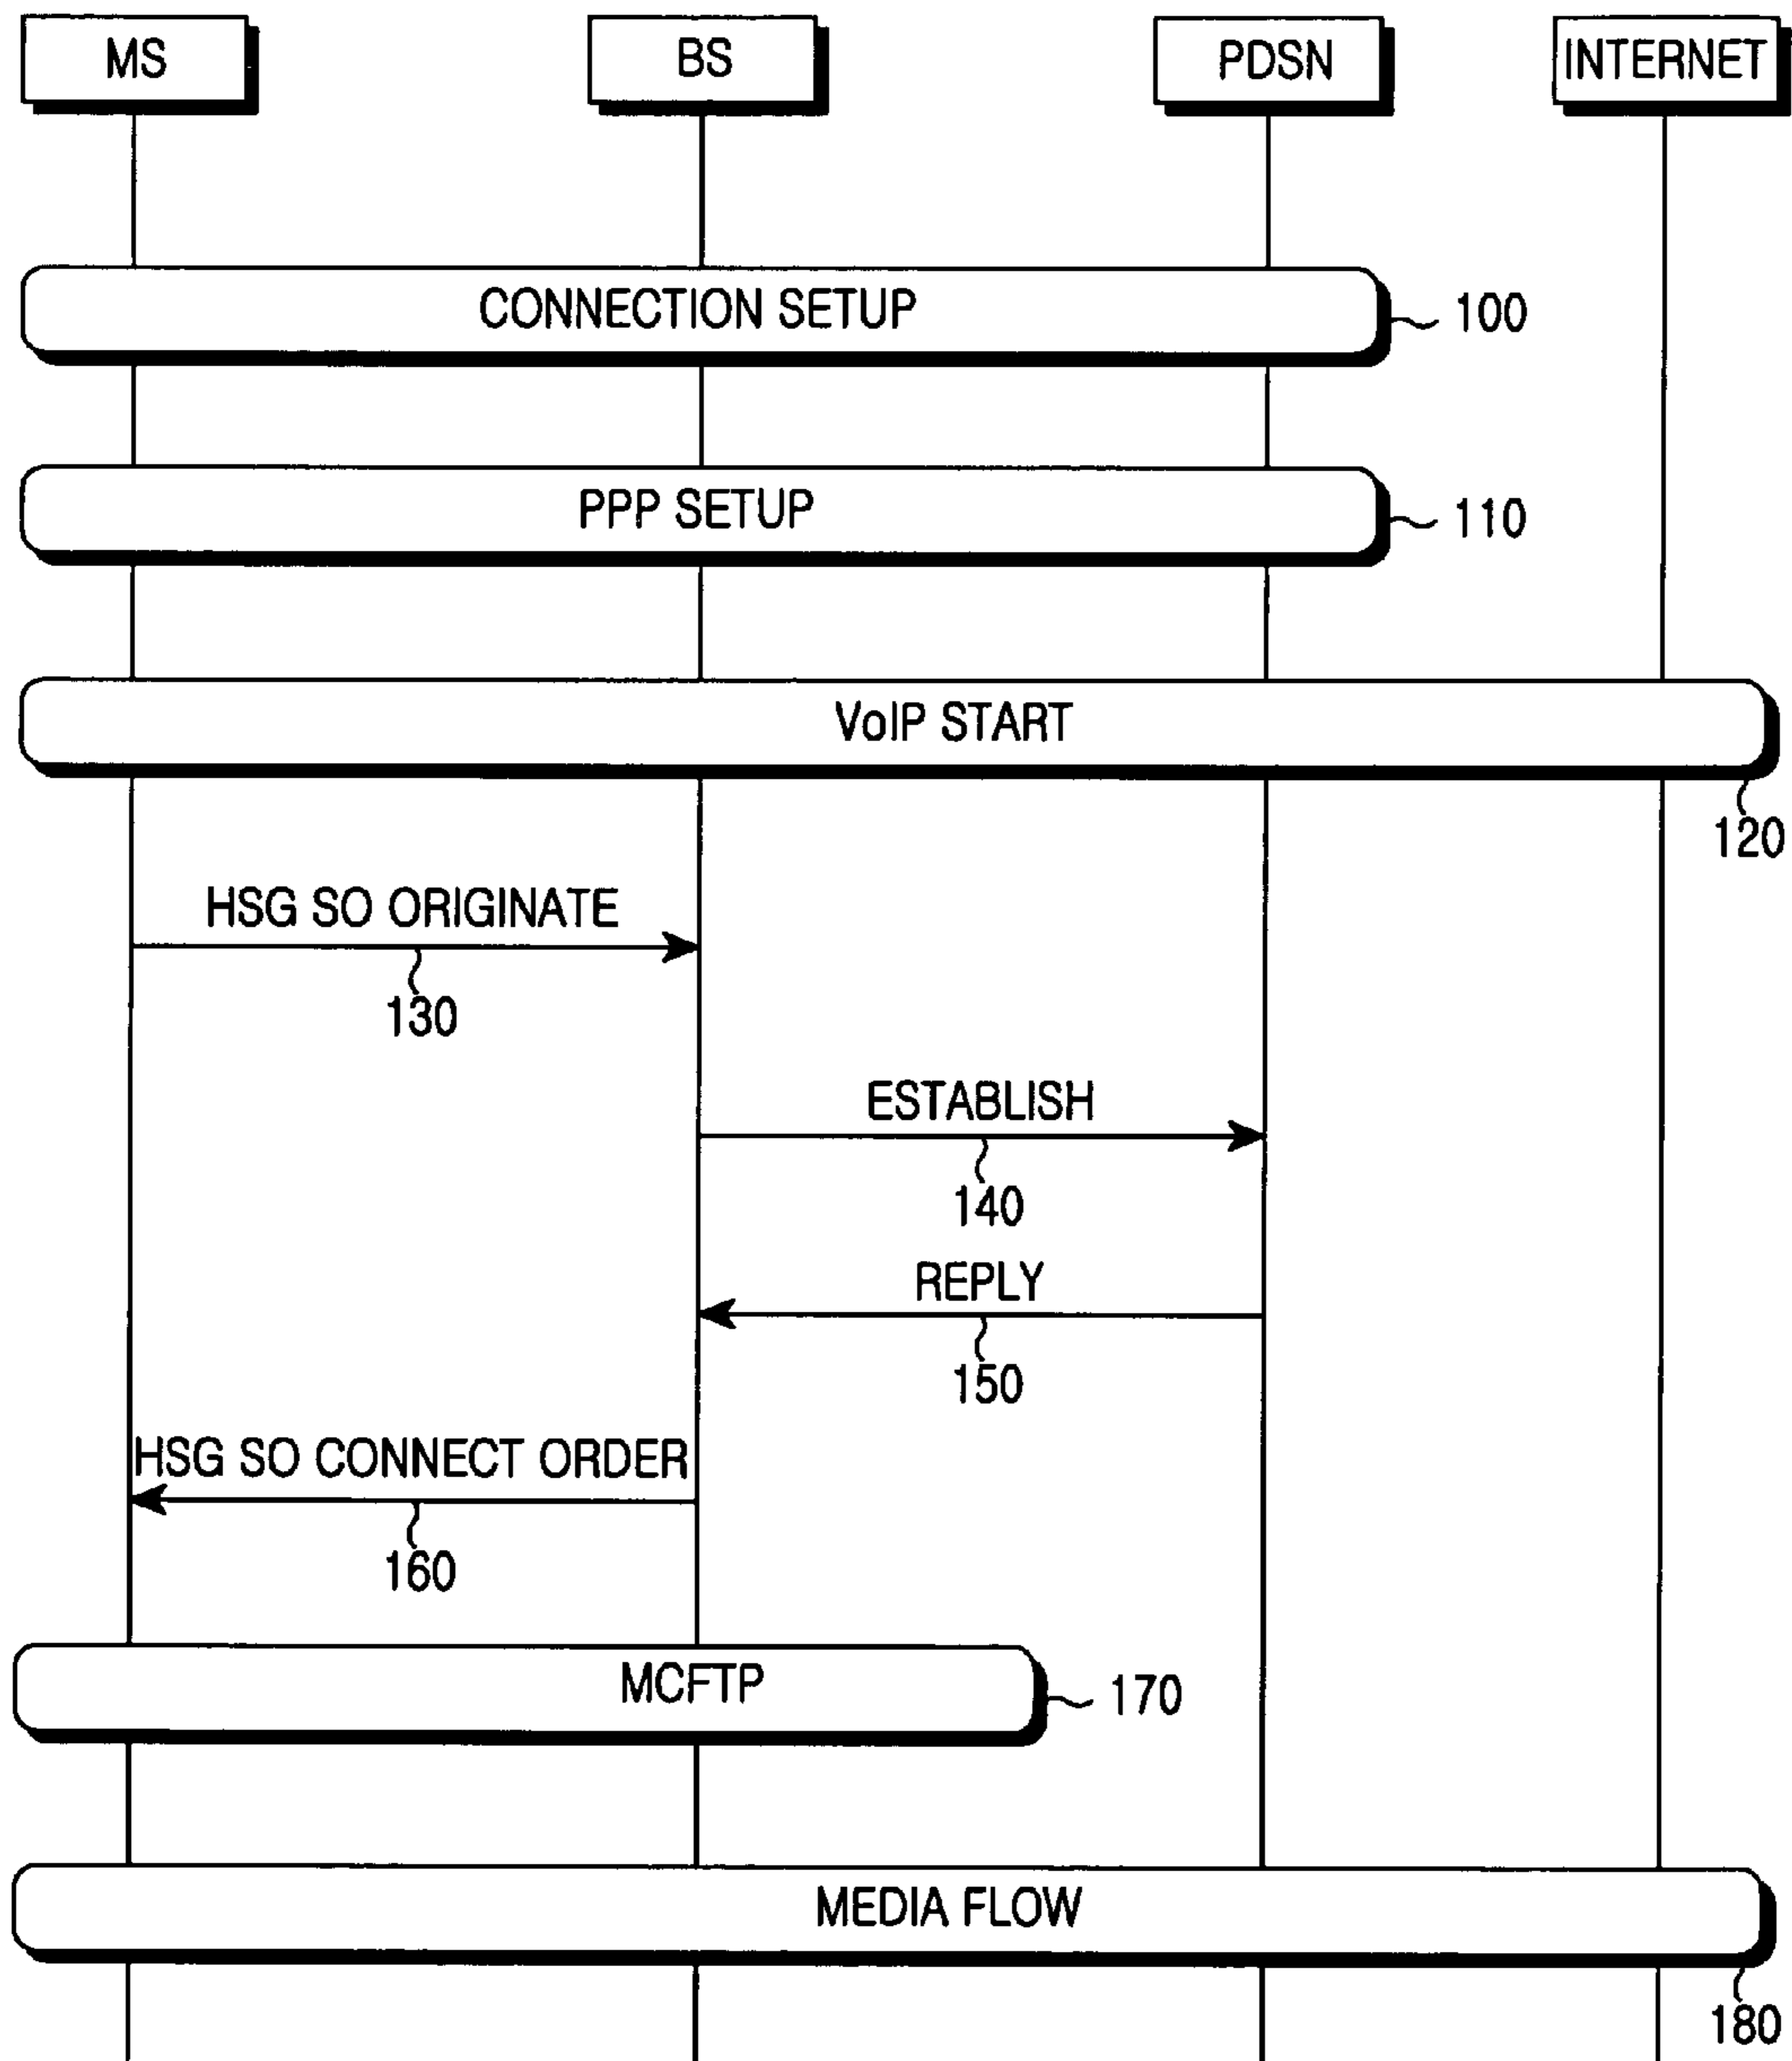 MS
BS
PDSN
INTERNET
CONNECTION SETUP
100
PPP SETUP
110
VoIP START
120
HSG SO ORIGINATE
130
ESTABLISH
140
REPLY
150
HSG SO CONNECT ORDER
160
MCFTP
170
MEDIA FLOW
180